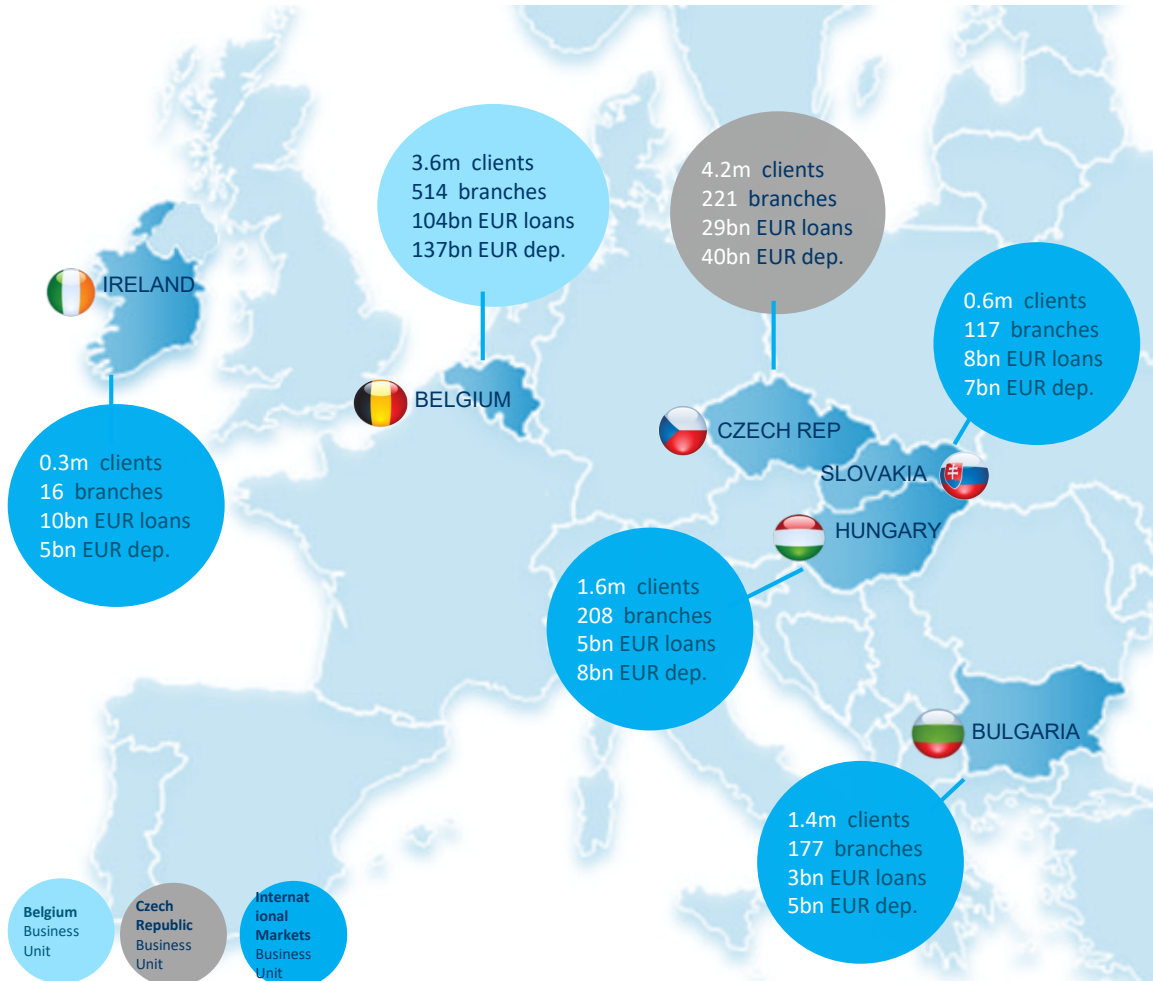 3.6m clients
514 branches
104bn EUR loans
137bn EUR dep.
4.2m clients
221 branches
29bn EUR loans
40bn EUR dep.
IRELAND
0.6m clients
117 branches
8bn EUR loans
7bn EUR dep.
BELGIUM
CZECH REP
SLOVAKIA
0.3m clients
16 branches
10bn EUR loans
5bn EUR dep.
HUNGARY
1.6m clients
208 branches
5bn EUR loans
8bn EUR dep.
BULGARIA
1.4m clients
177 branches
3bn EUR loans
5bn EUR dep.
Belgium
Business
Unit
Czech
Republic
Business
Unit
Internat
ional
Markets
Business
Unit